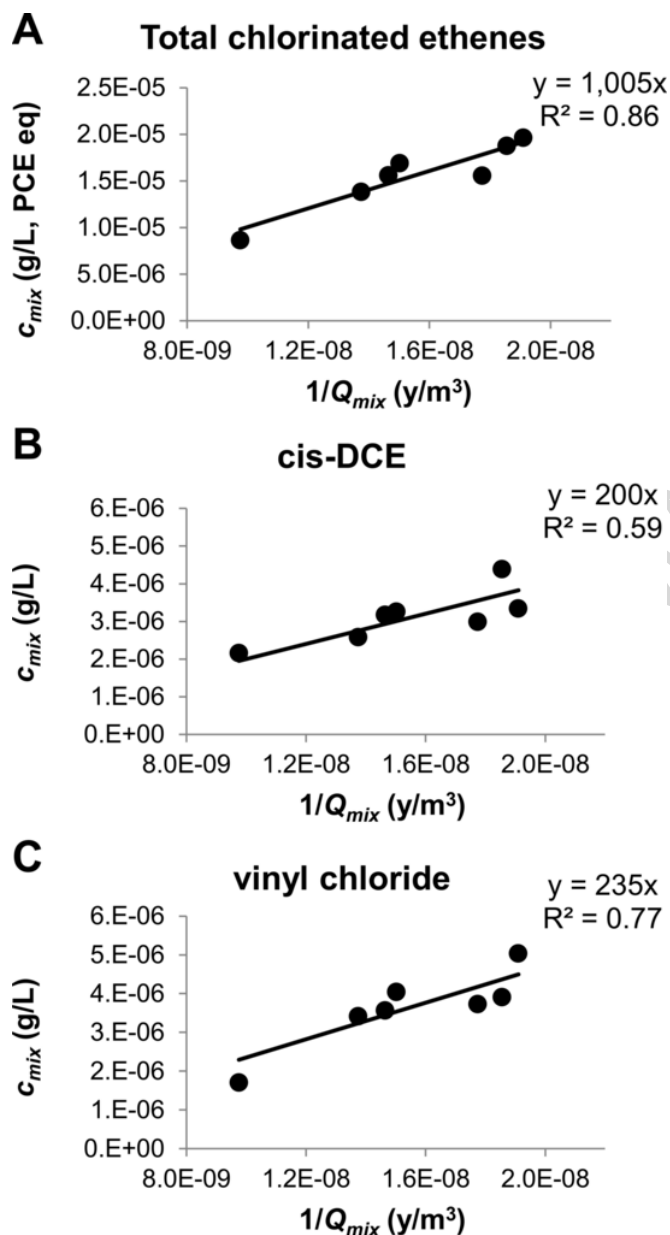 A
Total chlorinated ethenes
y = 1,005x
R² = 0.86
c_mix (g/L, PCE eq)
2.5E-05
2.0E-05
1.5E-05
1.0E-05
5.0E-06
0.0E+00
8.0E-09 1.2E-08 1.6E-08 2.0E-08
1/Q_mix (y/m³)
B
cis-DCE
y = 200x
R² = 0.59
c_mix (g/L)
6.E-06
5.E-06
4.E-06
3.E-06
2.E-06
1.E-06
0.E+00
8.0E-09 1.2E-08 1.6E-08 2.0E-08
1/Q_mix (y/m³)
C
vinyl chloride
y = 235x
R² = 0.77
c_mix (g/L)
6.E-06
5.E-06
4.E-06
3.E-06
2.E-06
1.E-06
0.E+00
8.0E-09 1.2E-08 1.6E-08 2.0E-08
1/Q_mix (y/m³)